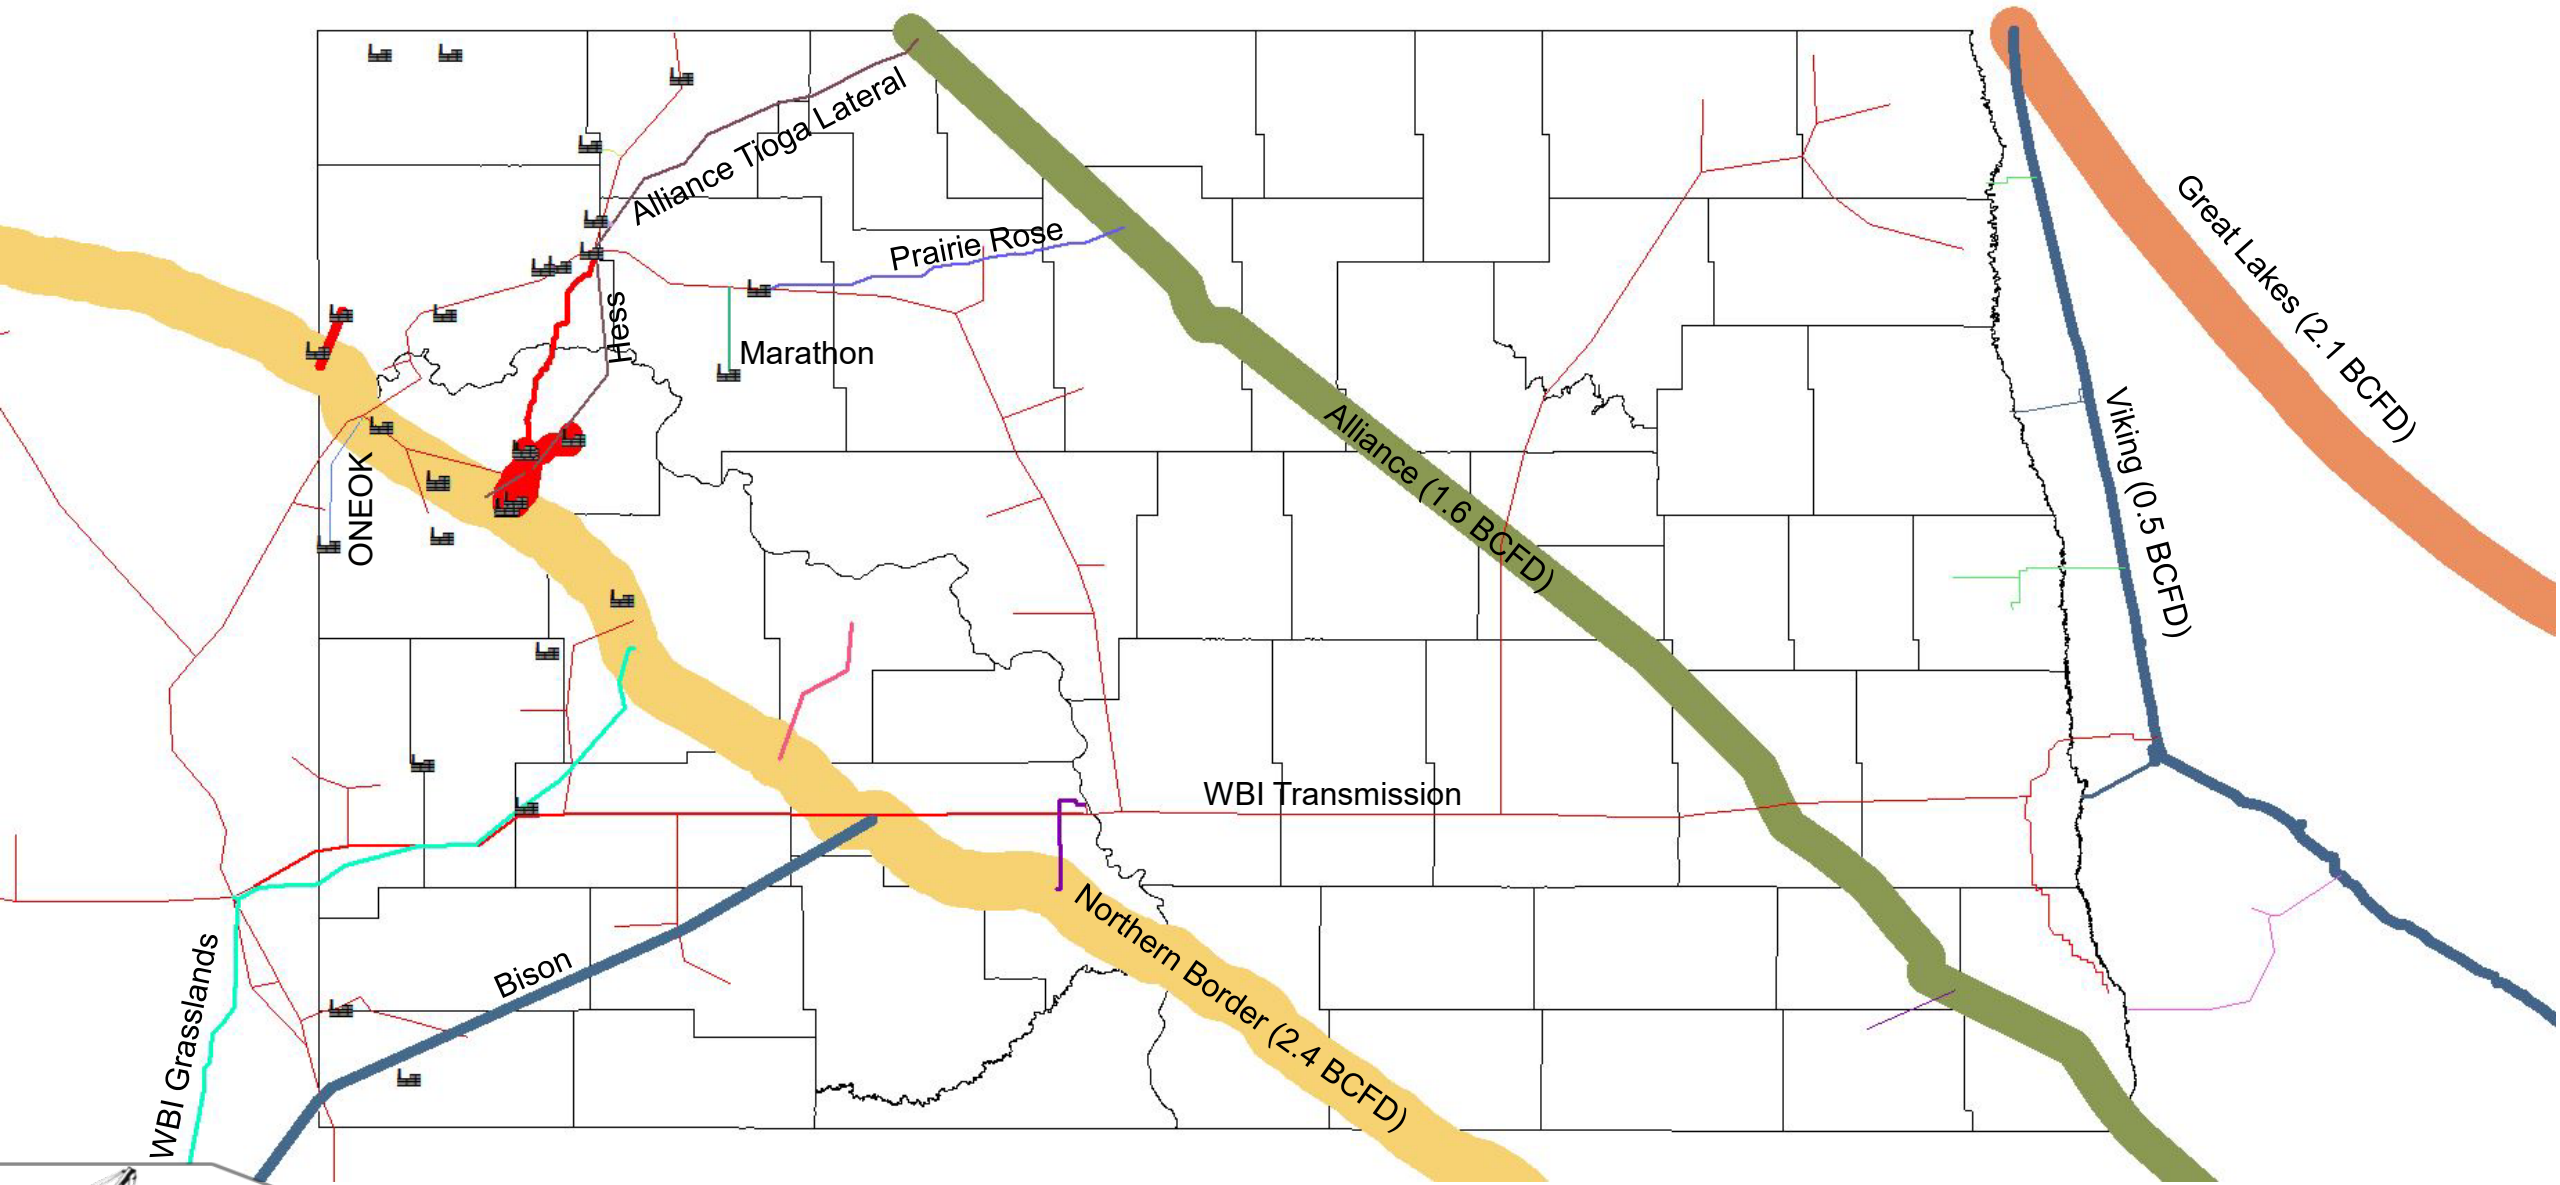 Alliance Tioga Lateral
Great Lakes (2.1 BCFD)
Prairie Rose
Hess
Marathon
Alliance (1.6 BCFD)
Viking (0.5 BCFD)
ONEOK
WBI Transmission
Northern Border (2.4 BCFD)
Bison
WBI Grasslands